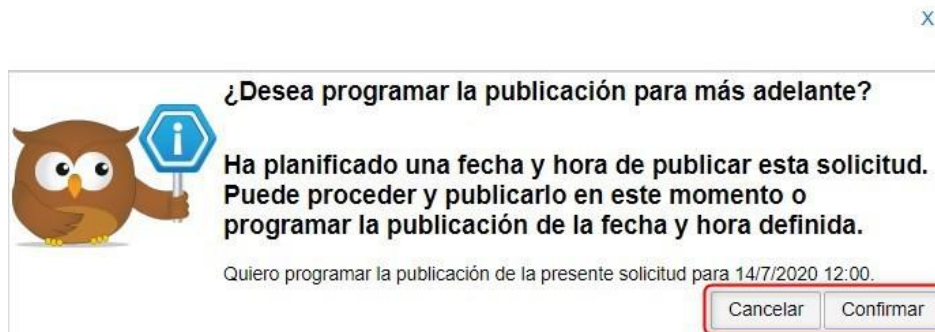 X
¿Desea programar la publicación para más adelante?
Ha planificado una fecha y hora de publicar esta solicitud.
Puede proceder y publicarlo en este momento o
programar la publicación de la fecha y hora definida.
Quiero programar la publicación de la presente solicitud para 14/7/2020 12:00.
Cancelar Confirmar